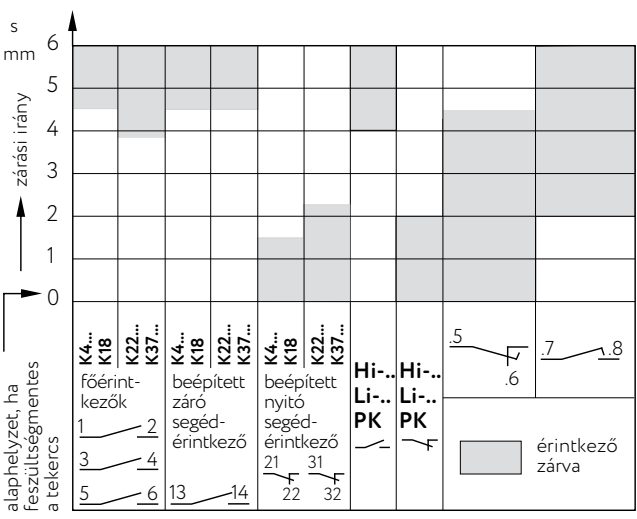 s
mm
6
5
4
3
2
1
0
zárási irány
alaphelyzet, ha
feszültségmentes
a tekercs
K4...
K18
K22...
K37...
főérint-
kezők
1 2
3 4
5 6
K4...
K18
K22...
K37...
beépített
záró
segéd-
érintkező
13 14
K4...
K18
K22...
K37...
beépített
nyitó
segéd-
érintkező
21 31
22 32
Hi-..
Li-..
PK
Hi-..
Li-..
PK
.5
.6
.7 .8
érintkező
zárva